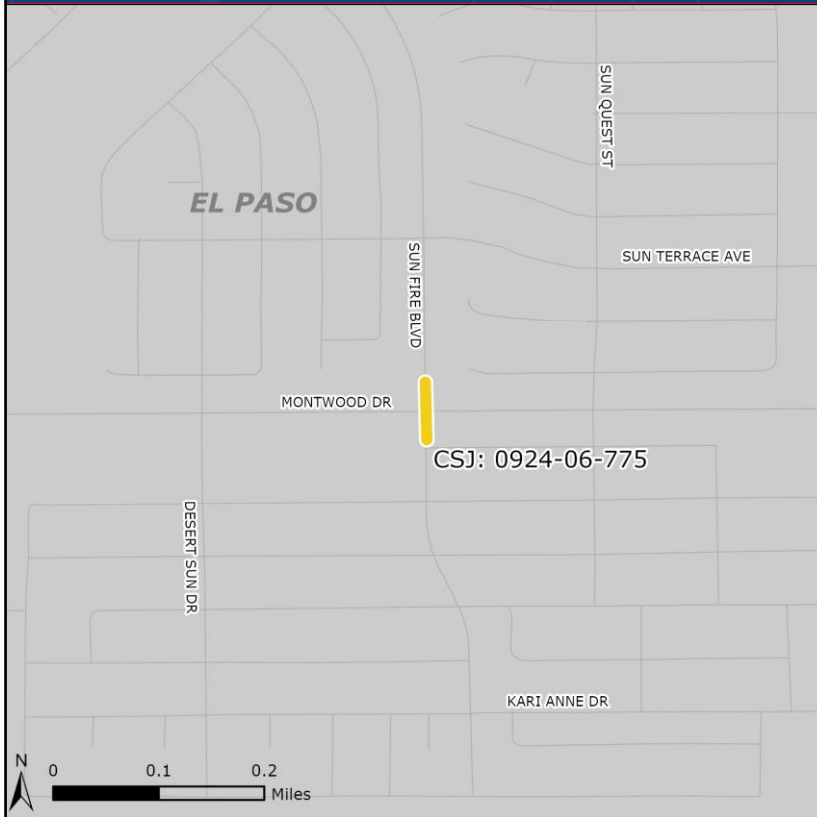 SUN QUEST ST
EL PASO
SUN FIRE BLVD
SUN TERRACE AVE
MONTWOOD DR
CSJ: 0924-06-775
DESERT SUN DR
KARI ANNE DR
N
0 0.1 0.2
Miles